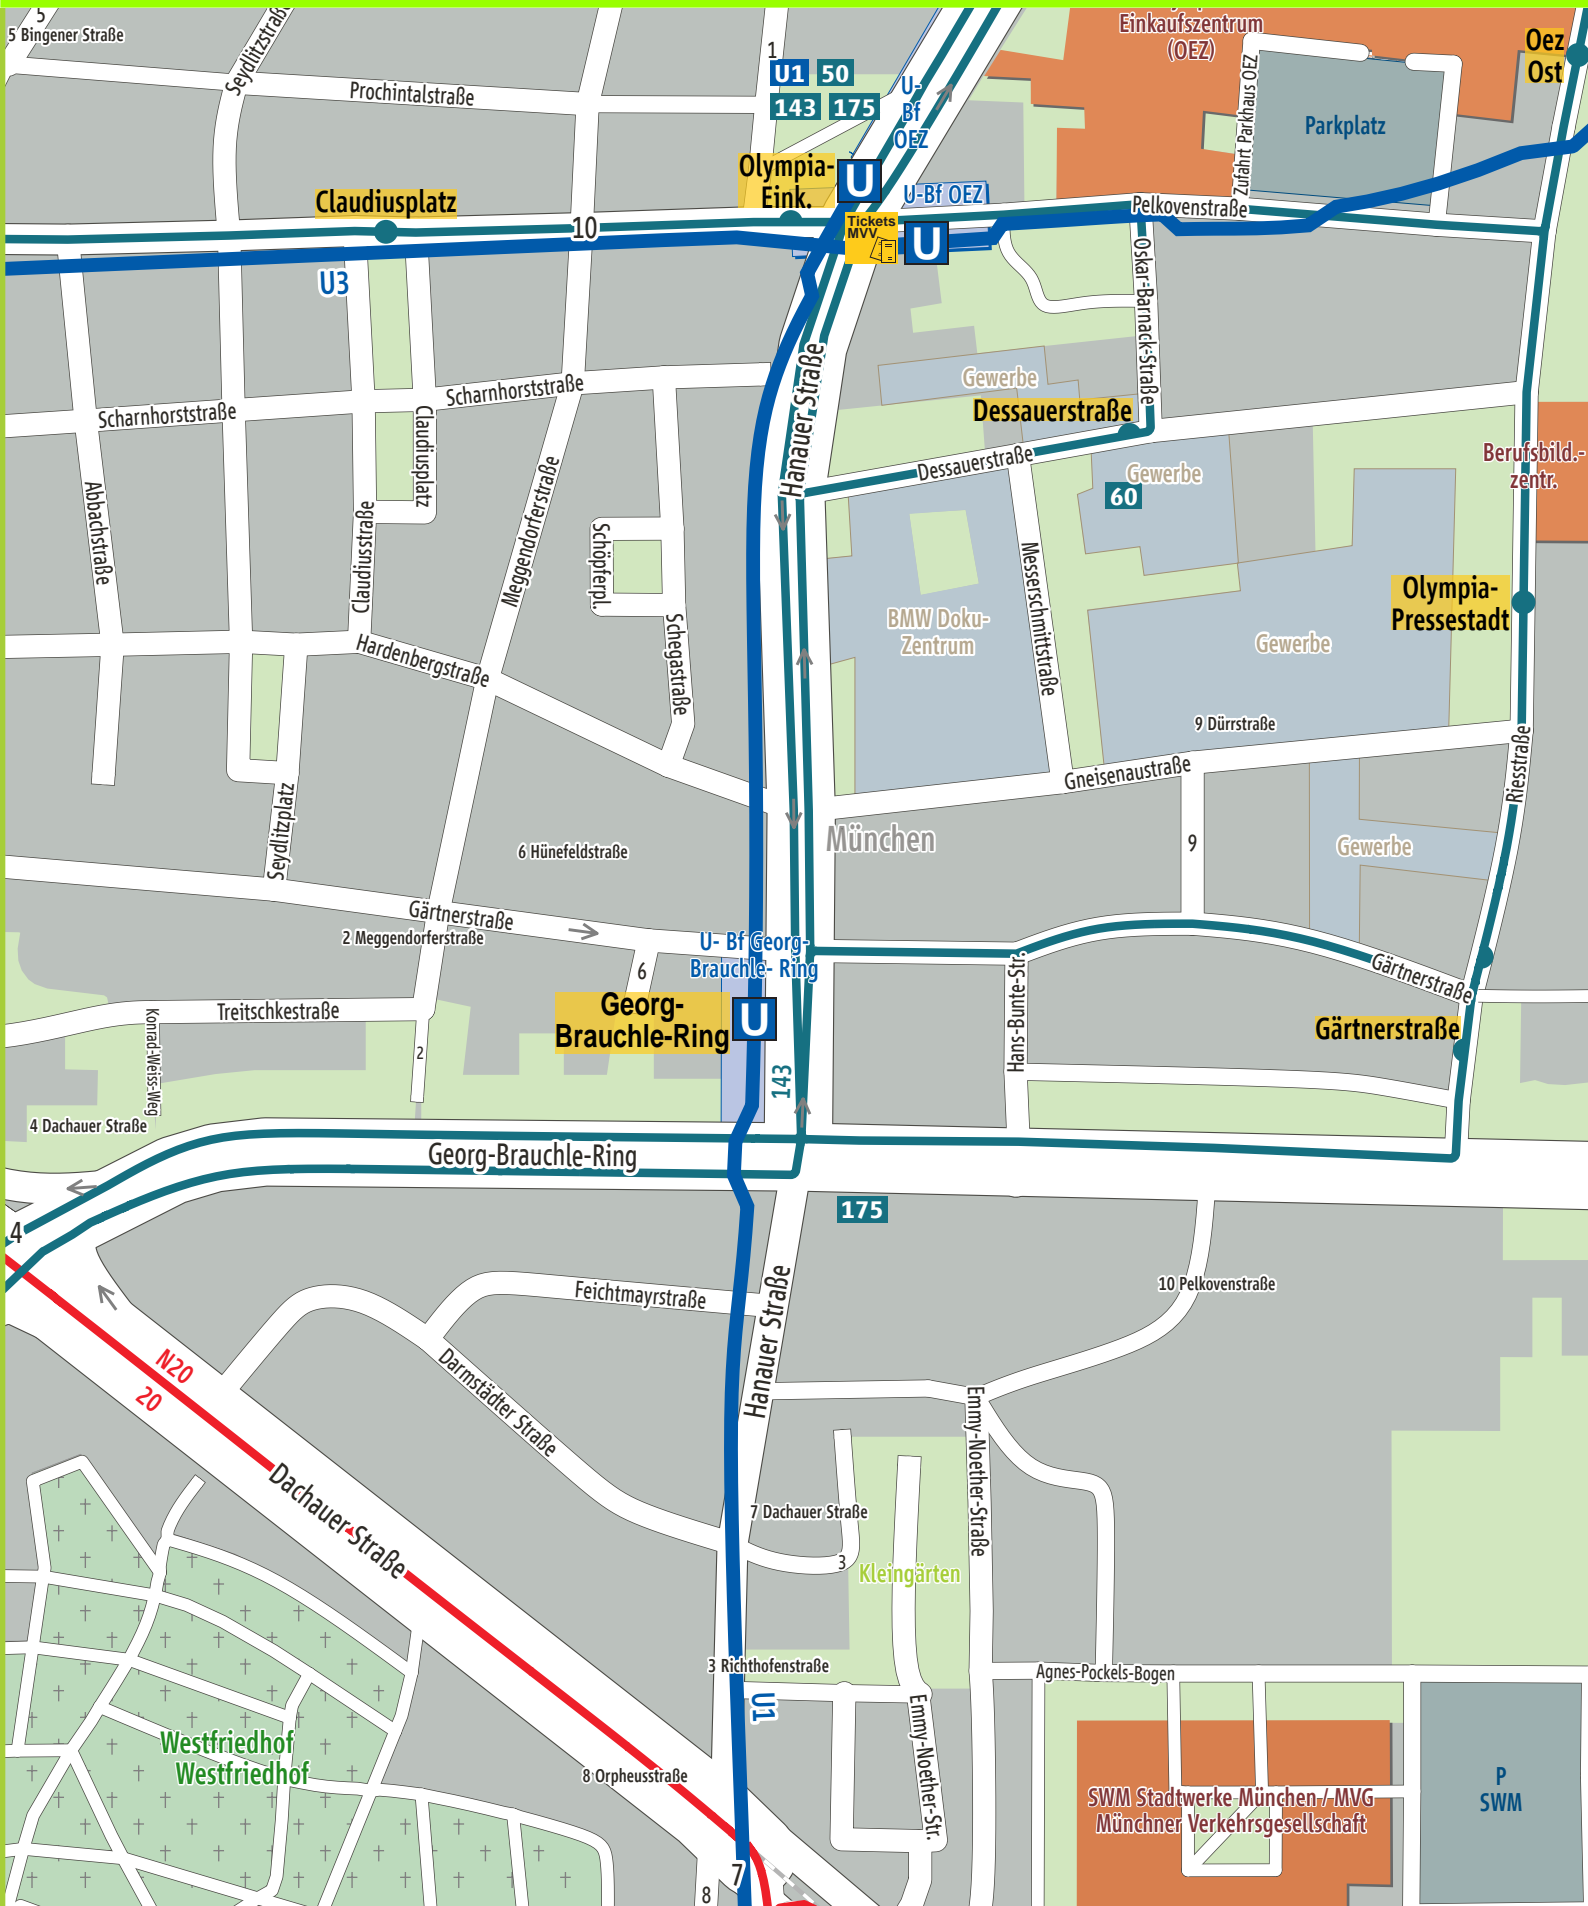 5
5 Bingener Straße
Seydlitzstraße
Prochintalstraße
1
U1 50
143 175
U-
Bf
OEZ
Einkaufszentrum
(OEZ)
Zufahrt Parkhaus OEZ
Parkplatz
Oez
Ost
Olympia-
Eink.
U
U-Bf OEZ
Claudiusplatz
10
Tickets
MVV
U
Pelkovenstraße
U3
Oskar-Barnack-Straße
Hanauer Straße
Scharnhorststraße
Scharnhorststraße
Claudiusplatz
Gewerbe
Dessauerstraße
Dessauerstraße
Gewerbe
60
Berufsbild.-
zentr.
Abbachstraße
Claudiusstraße
Meggendorferstraße
Schöpferpl.
Schegastraße
Messerschmittstraße
BMW Doku-
Zentrum
Olympia-
Pressestadt
Gewerbe
Hardenbergstraße
9 Dürrstraße
Gneisenaustraße
Riesstraße
Seydlitzplatz
München
6 Hünefeldstraße
9
Gewerbe
Gärtnerstraße
2 Meggendorferstraße
U- Bf Georg-
Brauchle- Ring
6
Gärtnerstraße
Hans-Bunte-Str.
Treitschkestraße
Konrad-Weiss-Weg
Georg-
Brauchle-Ring
U
Gärtnerstraße
2
143
4 Dachauer Straße
Georg-Brauchle-Ring
175
4
Feichtmayrstraße
Hanauer Straße
10 Pelkovenstraße
N20
20
Darmstädter Straße
Emmy-Noether-Straße
Dachauer Straße
7 Dachauer Straße
3
Kleingärten
3 Richthofenstraße
Agnes-Pockels-Bogen
U1
Emmy-Noether-Str.
Westfriedhof
Westfriedhof
8 Orpheusstraße
SWM Stadtwerke München / MVG
Münchner Verkehrsgesellschaft
P
SWM
7
8